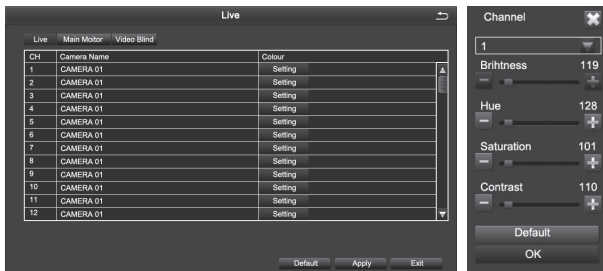 Live
Live Main Moitor Video Blind
CH Camera Name Colour
1 CAMERA 01 Setting
2 CAMERA 01 Setting
3 CAMERA 01 Setting
4 CAMERA 01 Setting
5 CAMERA 01 Setting
6 CAMERA 01 Setting
7 CAMERA 01 Setting
8 CAMERA 01 Setting
9 CAMERA 01 Setting
10 CAMERA 01 Setting
11 CAMERA 01 Setting
12 CAMERA 01 Setting
Default Apply Exit
Channel
1
Brihtness 119
Hue 128
Saturation 101
Contrast 110
Default
OK